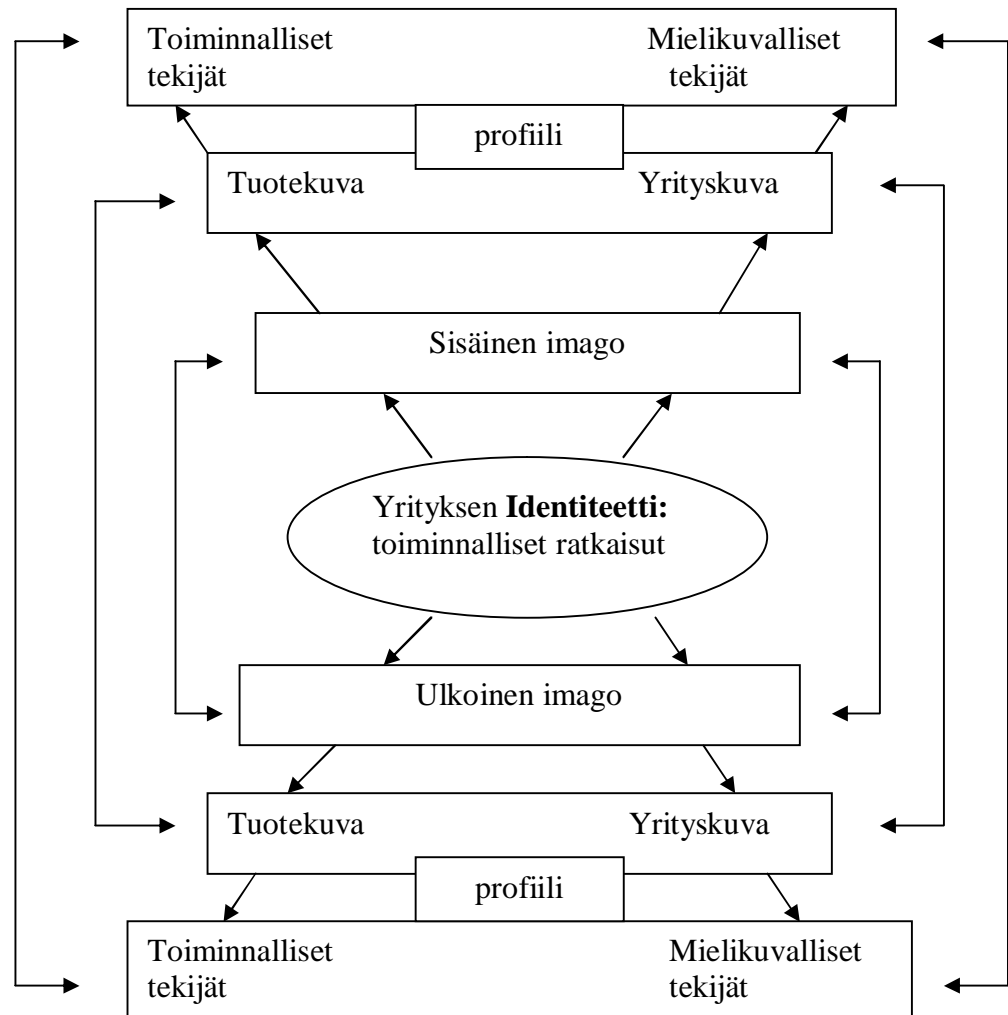 Toiminnalliset Mielikuvalliset
tekijät tekijät
profiili
Tuotekuva Yrityskuva
Sisäinen imago
Yrityksen Identiteetti:
toiminnalliset ratkaisut
Ulkoinen imago
Tuotekuva Yrityskuva
profiili
Toiminnalliset Mielikuvalliset
tekijät tekijät